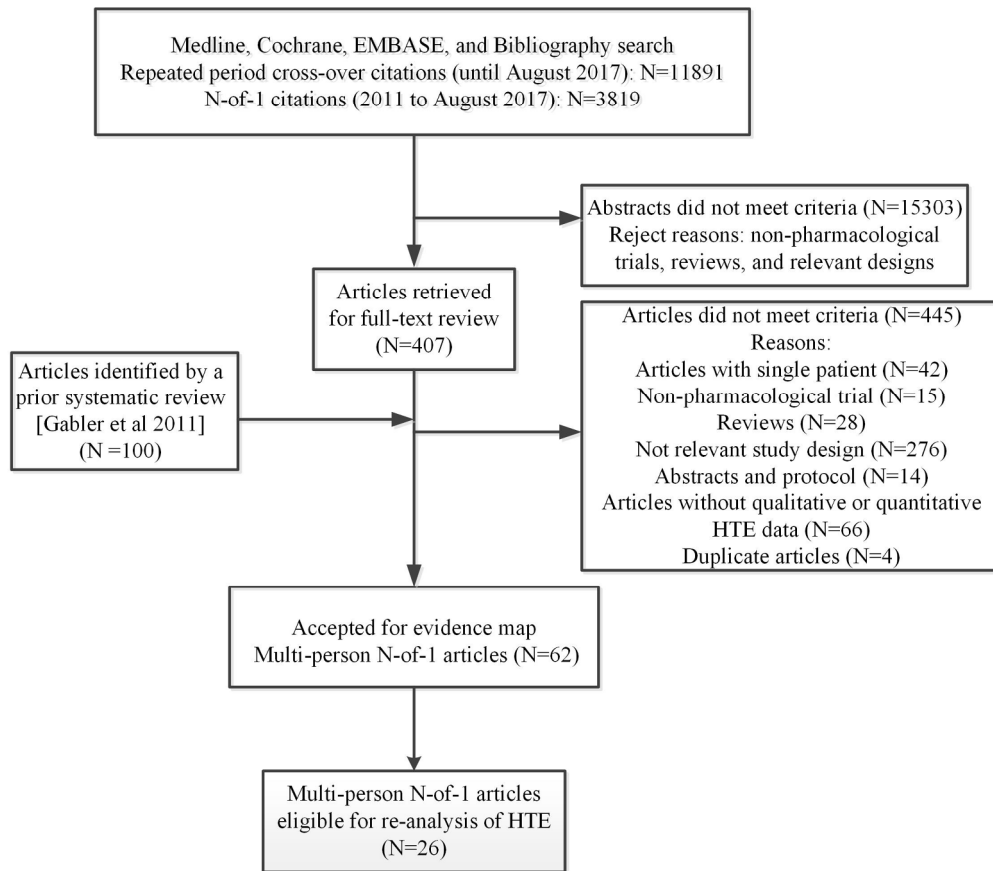 Medline, Cochrane, EMBASE, and Bibliography search
Repeated period cross-over citations (until August 2017): N=11891
N-of-1 citations (2011 to August 2017): N=3819
Abstracts did not meet criteria (N=15303)
Reject reasons: non-pharmacological
trials, reviews, and relevant designs
Articles retrieved
for full-text review
(N=407)
Articles identified by a
prior systematic review
[Gabler et al 2011]
(N =100)
Articles did not meet criteria (N=445)
Reasons:
Articles with single patient (N=42)
Non-pharmacological trial (N=15)
Reviews (N=28)
Not relevant study design (N=276)
Abstracts and protocol (N=14)
Articles without qualitative or quantitative
HTE data (N=66)
Duplicate articles (N=4)
Accepted for evidence map
Multi-person N-of-1 articles (N=62)
Multi-person N-of-1 articles
eligible for re-analysis of HTE
(N=26)